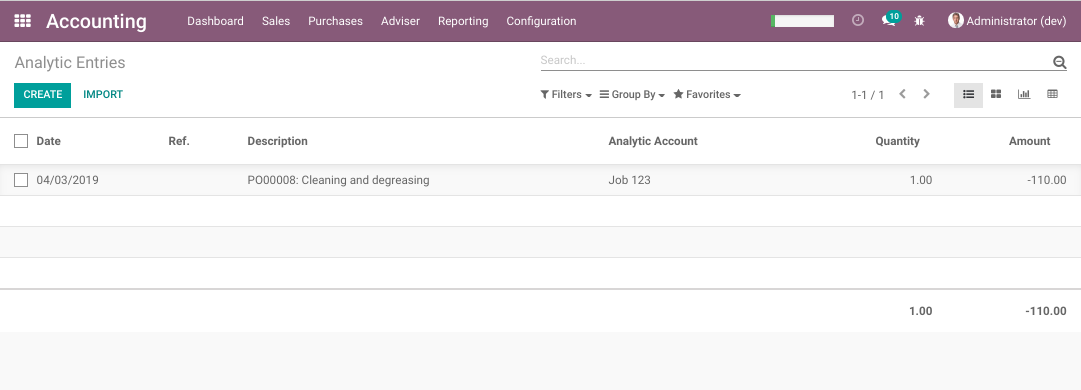 Accounting Dashboard Sales Purchases Adviser Reporting Configuration 10 Administrator (dev)
Analytic Entries Search...
CREATE IMPORT Filters Group By Favorites 1-1 / 1
Date Ref. Description Analytic Account Quantity Amount
04/03/2019 PO00008: Cleaning and degreasing Job 123 1.00 -110.00
1.00 -110.00